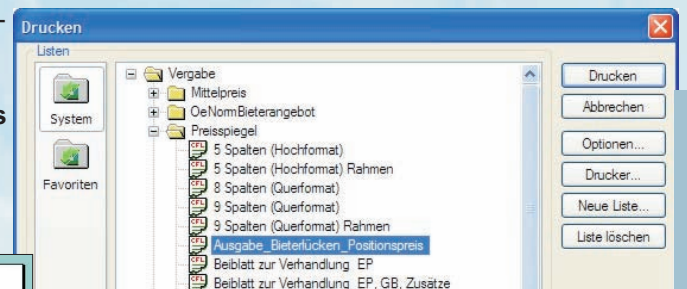 Drucken
Listen
System
Favoriten
s
Vergabe
Mittelpreis
OeNormBieterangebot
Preisspiegel
5 Spalten (Hochformat)
5 Spalten (Hochformat) Rahmen
8 Spalten (Querformat)
9 Spalten (Querformat)
9 Spalten (Querformat) Rahmen
Ausgabe_Bieterlücken_Positionspreis
Beiblatt zur Verhandlung EP
Beiblatt zur Verhandlung EP, GB, Zusätze
Drucken
Abbrechen
Optionen...
Drucker...
Neue Liste...
Liste löschen